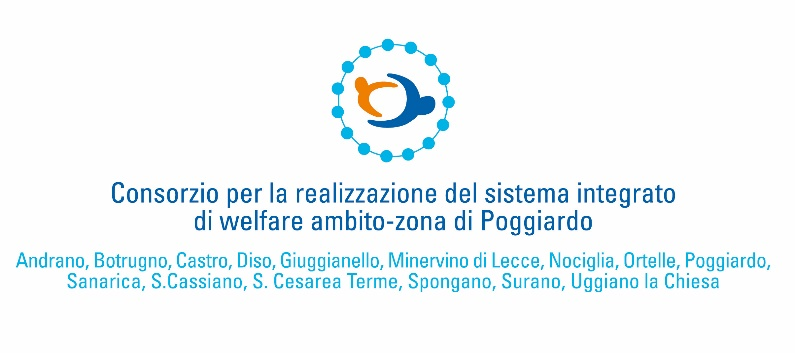 Consorzio per la realizzazione del sistema integrato
di welfare ambito-zona di Poggiardo
Andrano, Botrugno, Castro, Diso, Giuggianello, Minervino di Lecce, Nociglia, Ortelle, Poggiardo,
Sanarica, S.Cassiano, S. Cesarea Terme, Spongano, Surano, Uggiano la Chiesa